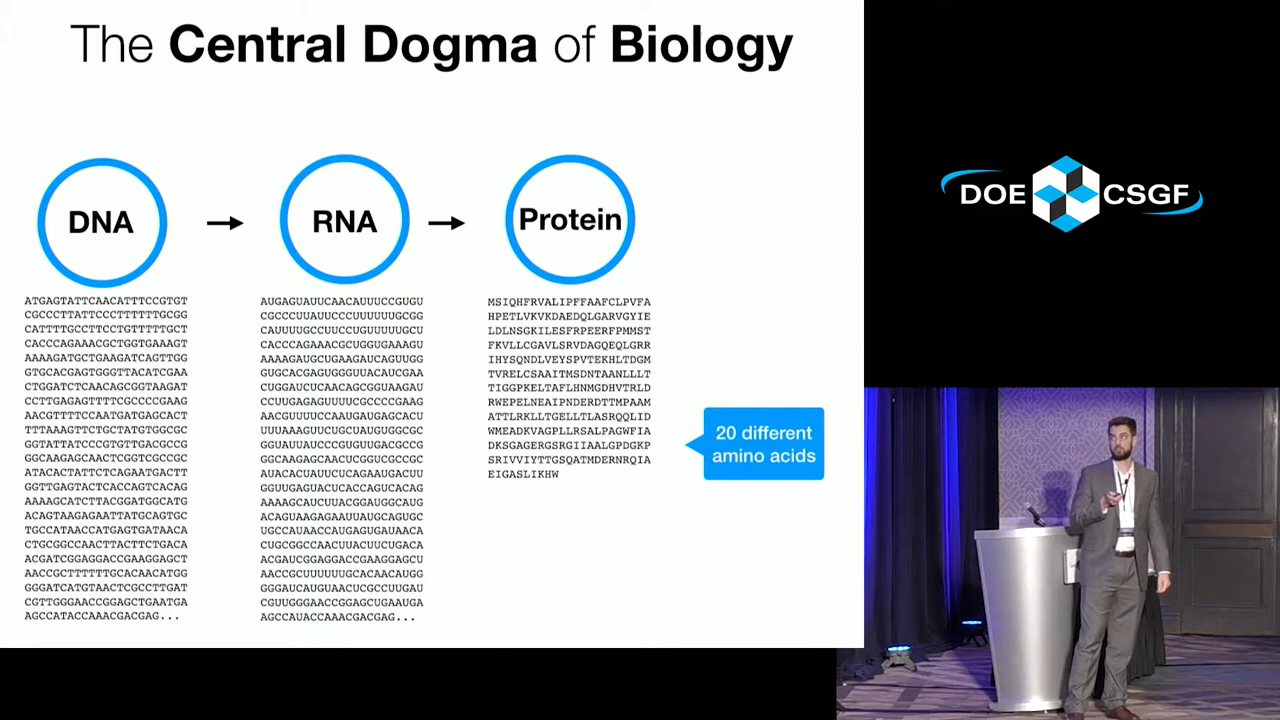 The Central Dogma of Biology
DNA
RNA
Protein
ATGAGTATTCAACATTTCCGTGT
CGCCCTTATTCCCTTTTTTGCGG
CATTTTGCCTTCCTGTTTTTGCT
CACCCAGAAACGCTGGTGAAAGT
AAAAGATGCTGAAGATCAGTTGG
GTGCACGAGTGGGTTACATCGAA
CTGGATCTCAACAGCGGTAAGAT
CCTTGAGAGTTTTCGCCCCGAAG
AACGTTTTCCAATGATGAGCACT
TTTAAAGTTCTGCTATGTGGCGC
GGTATTATCCCGTGTTGACGCCG
GGCAAGAGCAACTCGGTCGCCGC
ATACACTATTCTCAGAATGACTT
GGTTGAGTACTCACCAGTCACAG
AAAAGCATCTTACGGATGGCATG
ACAGTAAGAGAATTATGCAGTGC
TGCCATAACCATGAGTGATAACA
CTGCGGCCAACTTACTTCTGACA
ACGATCGGAGGACCGAAGGAGCT
AACCGCTTTTTTGCACAACATGG
GGGATCATGTAACTCGCCTTGAT
CGTTGGGAACCGGAGCTGAATGA
AGCCATACCAAACGACGAG...
AUGAGUAUUCAACAUUUCCGUGU
CGCCCUUAUUCCCUUUUUUGCGG
CAUUUUGCCUUCCUGUUUUUGCU
CACCCAGAAACGCUGGUGAAAGU
AAAAGAUGCUGAAGAUCAGUUGG
GUGCACGAGUGGGUUACAUCGAA
CUGGAUCUCAACAGCGGUAAGAU
CCUUGAGAGUUUUCGCCCCGAAG
AACGUUUUCCAAUGAUGAGCACU
UUUAAAGUUCUGCUAUGUGGCGC
GGUAUUAUCCCGUGUUGACGCCG
GGCAAGAGCAACUCGGUCGCCGC
AUACACUAUUCUCAGAAUGACUU
GGUUGAGUACUCACCAGUCACAG
AAAAGCAUCUUACGGAUGGCAUG
ACAGUAAGAGAAUUAUGCAGUGC
UGCCAUAACCAUGAGUGAUAACA
CUGCGGCCAACUUACUUCUGACA
ACGAUCGGAGGACCGAAGGAGCU
AACCGCUUUUUUGCACAACAUGG
GGGAUCAUGUAACUCGCCUUGAU
CGUUGGGAACCGGAGCUGAAUGA
AGCCAUACCAAACGACGAG...
MSIQHFRVALIPFFAAFCLPVFA
HPETLVKVKDAEDQLGARVGYIE
LDLNSGKILESFRPEERFPMMST
FKVLLCGAVLSRVDAGQEQLGRR
IHYSQNDLVEYSPVTEKHLTDGM
TVRELCSAAITMSDNTAANLLLT
TIGGPKELTAFLHNMGDHVTRLD
RWEPELNEAIPNDERDTTMPAAM
ATTLRKLLTGELLTLASRQQLID
WMEADKVAGPLLRSALPAGWFIA
DKSGAGERGSRGIIAALGPDGKP
SRIVVIYTTGSQATMDERNRQIA
EIGASLIKHW
20 different
amino acids
DOE CSGF